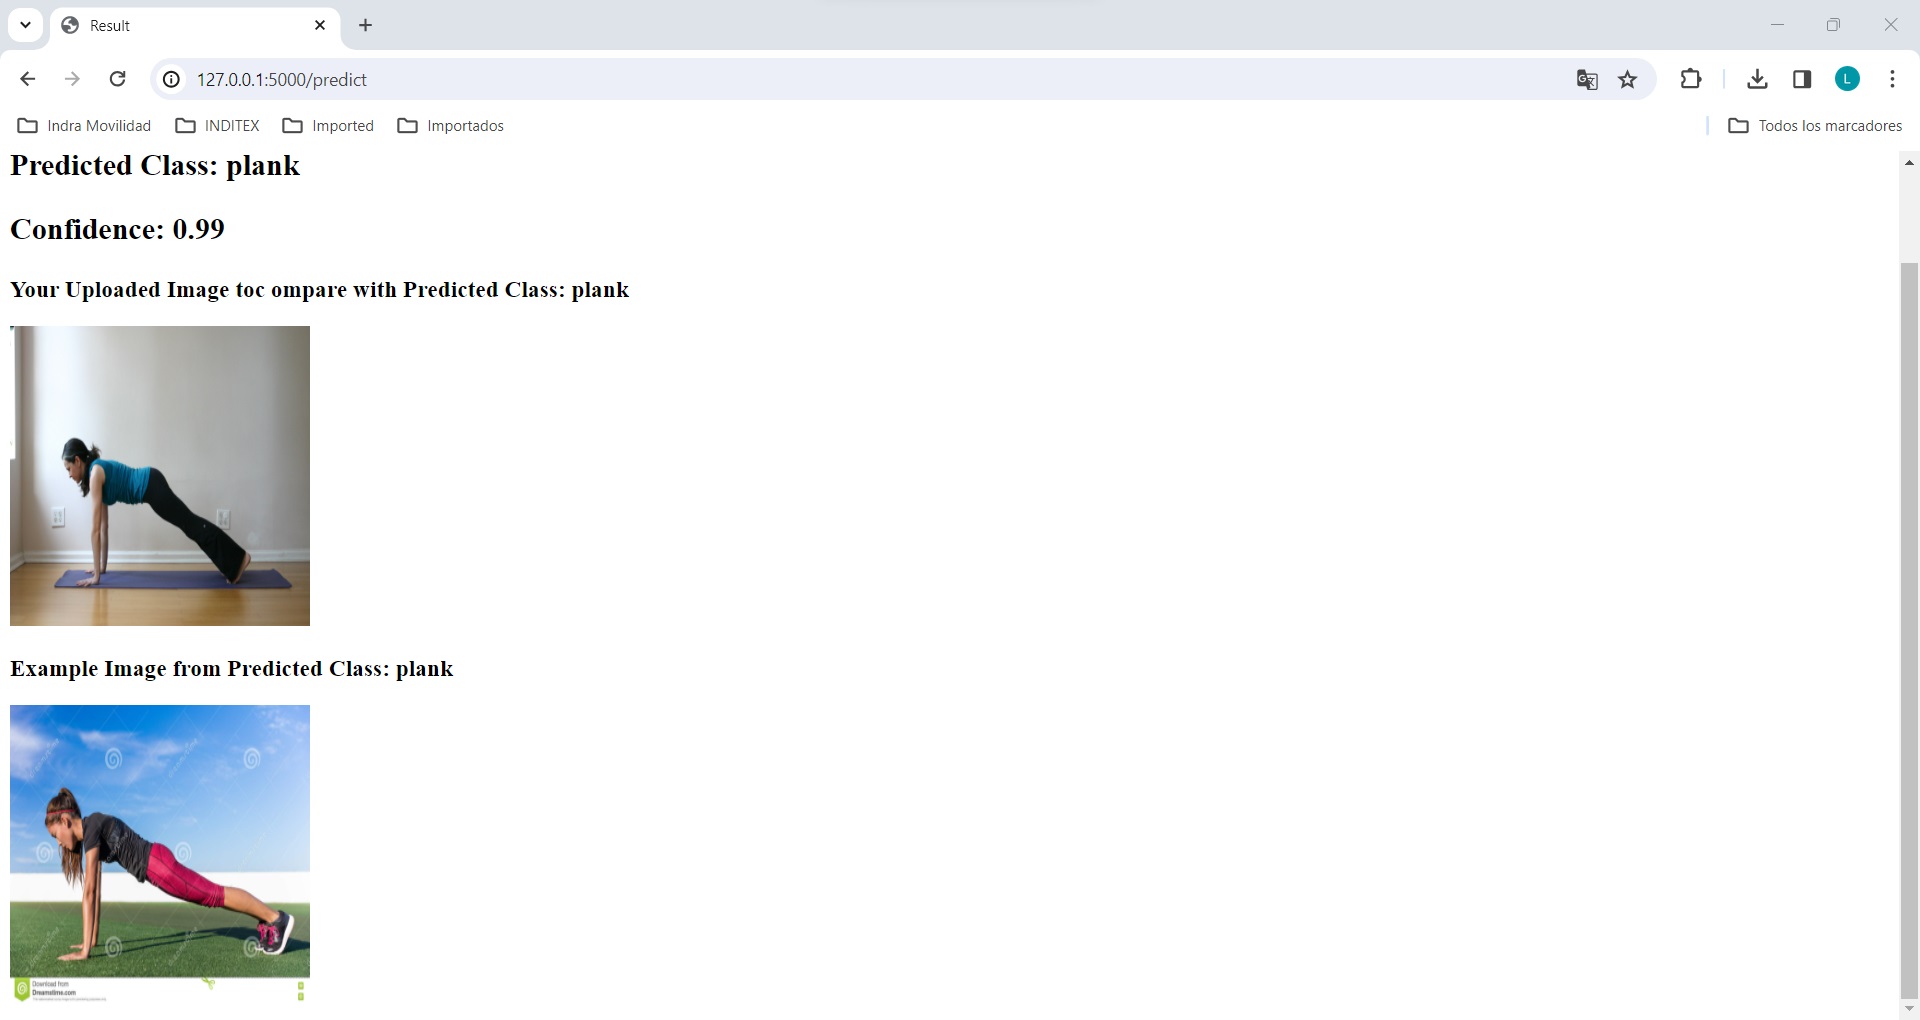 Result
127.0.0.1:5000/predict
L
Indra Movilidad INDITEX Imported Importados Todos los marcadores
Predicted Class: plank
Confidence: 0.99
Your Uploaded Image toc ompare with Predicted Class: plank
Example Image from Predicted Class: plank
Download from
Dreamstime.com